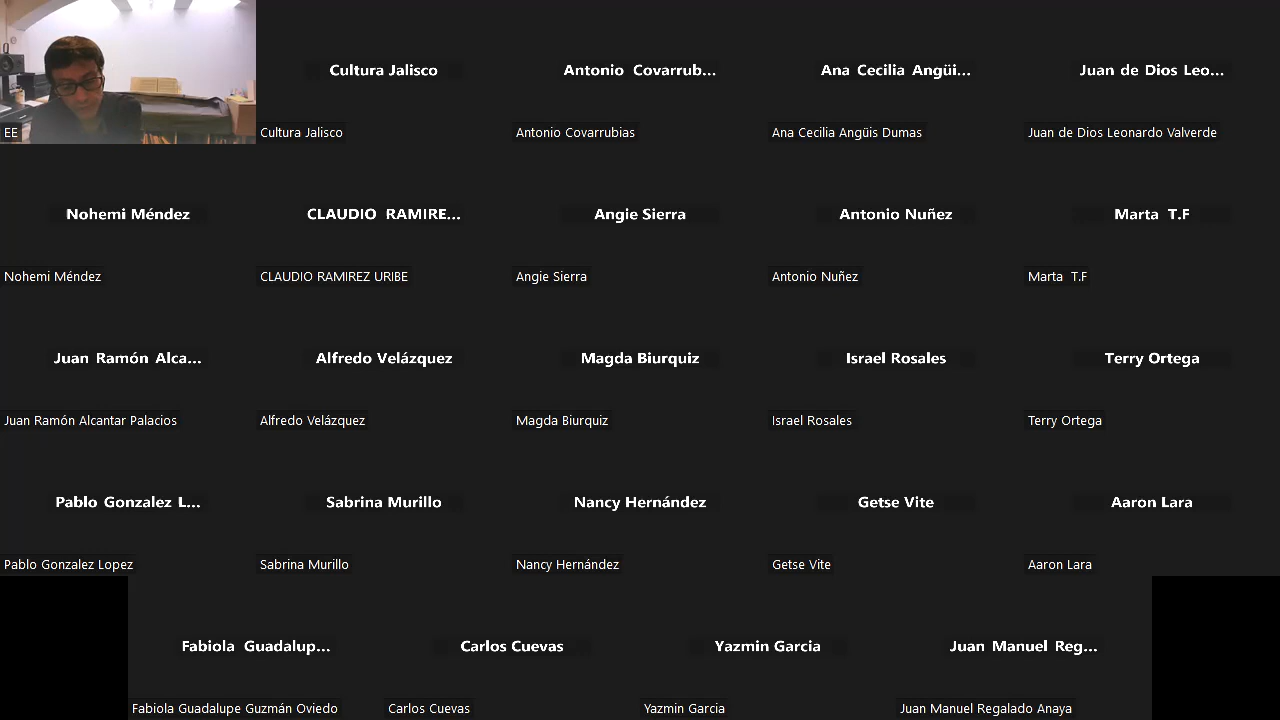 Cultura Jalisco
Antonio Covarrub...
Ana Cecilia Angüi...
Juan de Dios Leo...
EE
Cultura Jalisco
Antonio Covarrubias
Ana Cecilia Angüis Dumas
Juan de Dios Leonardo Valverde
Nohemi Méndez
CLAUDIO RAMIRE...
Angie Sierra
Antonio Nuñez
Marta T.F
Nohemi Méndez
CLAUDIO RAMIREZ URIBE
Angie Sierra
Antonio Nuñez
Marta T.F
Juan Ramón Alca...
Alfredo Velázquez
Magda Biurquiz
Israel Rosales
Terry Ortega
Juan Ramón Alcantar Palacios
Alfredo Velázquez
Magda Biurquiz
Israel Rosales
Terry Ortega
Pablo Gonzalez L...
Sabrina Murillo
Nancy Hernández
Getse Vite
Aaron Lara
Pablo Gonzalez Lopez
Sabrina Murillo
Nancy Hernández
Getse Vite
Aaron Lara
Fabiola Guadalup...
Carlos Cuevas
Yazmin Garcia
Juan Manuel Reg...
Fabiola Guadalupe Guzmán Oviedo
Carlos Cuevas
Yazmin Garcia
Juan Manuel Regalado Anaya